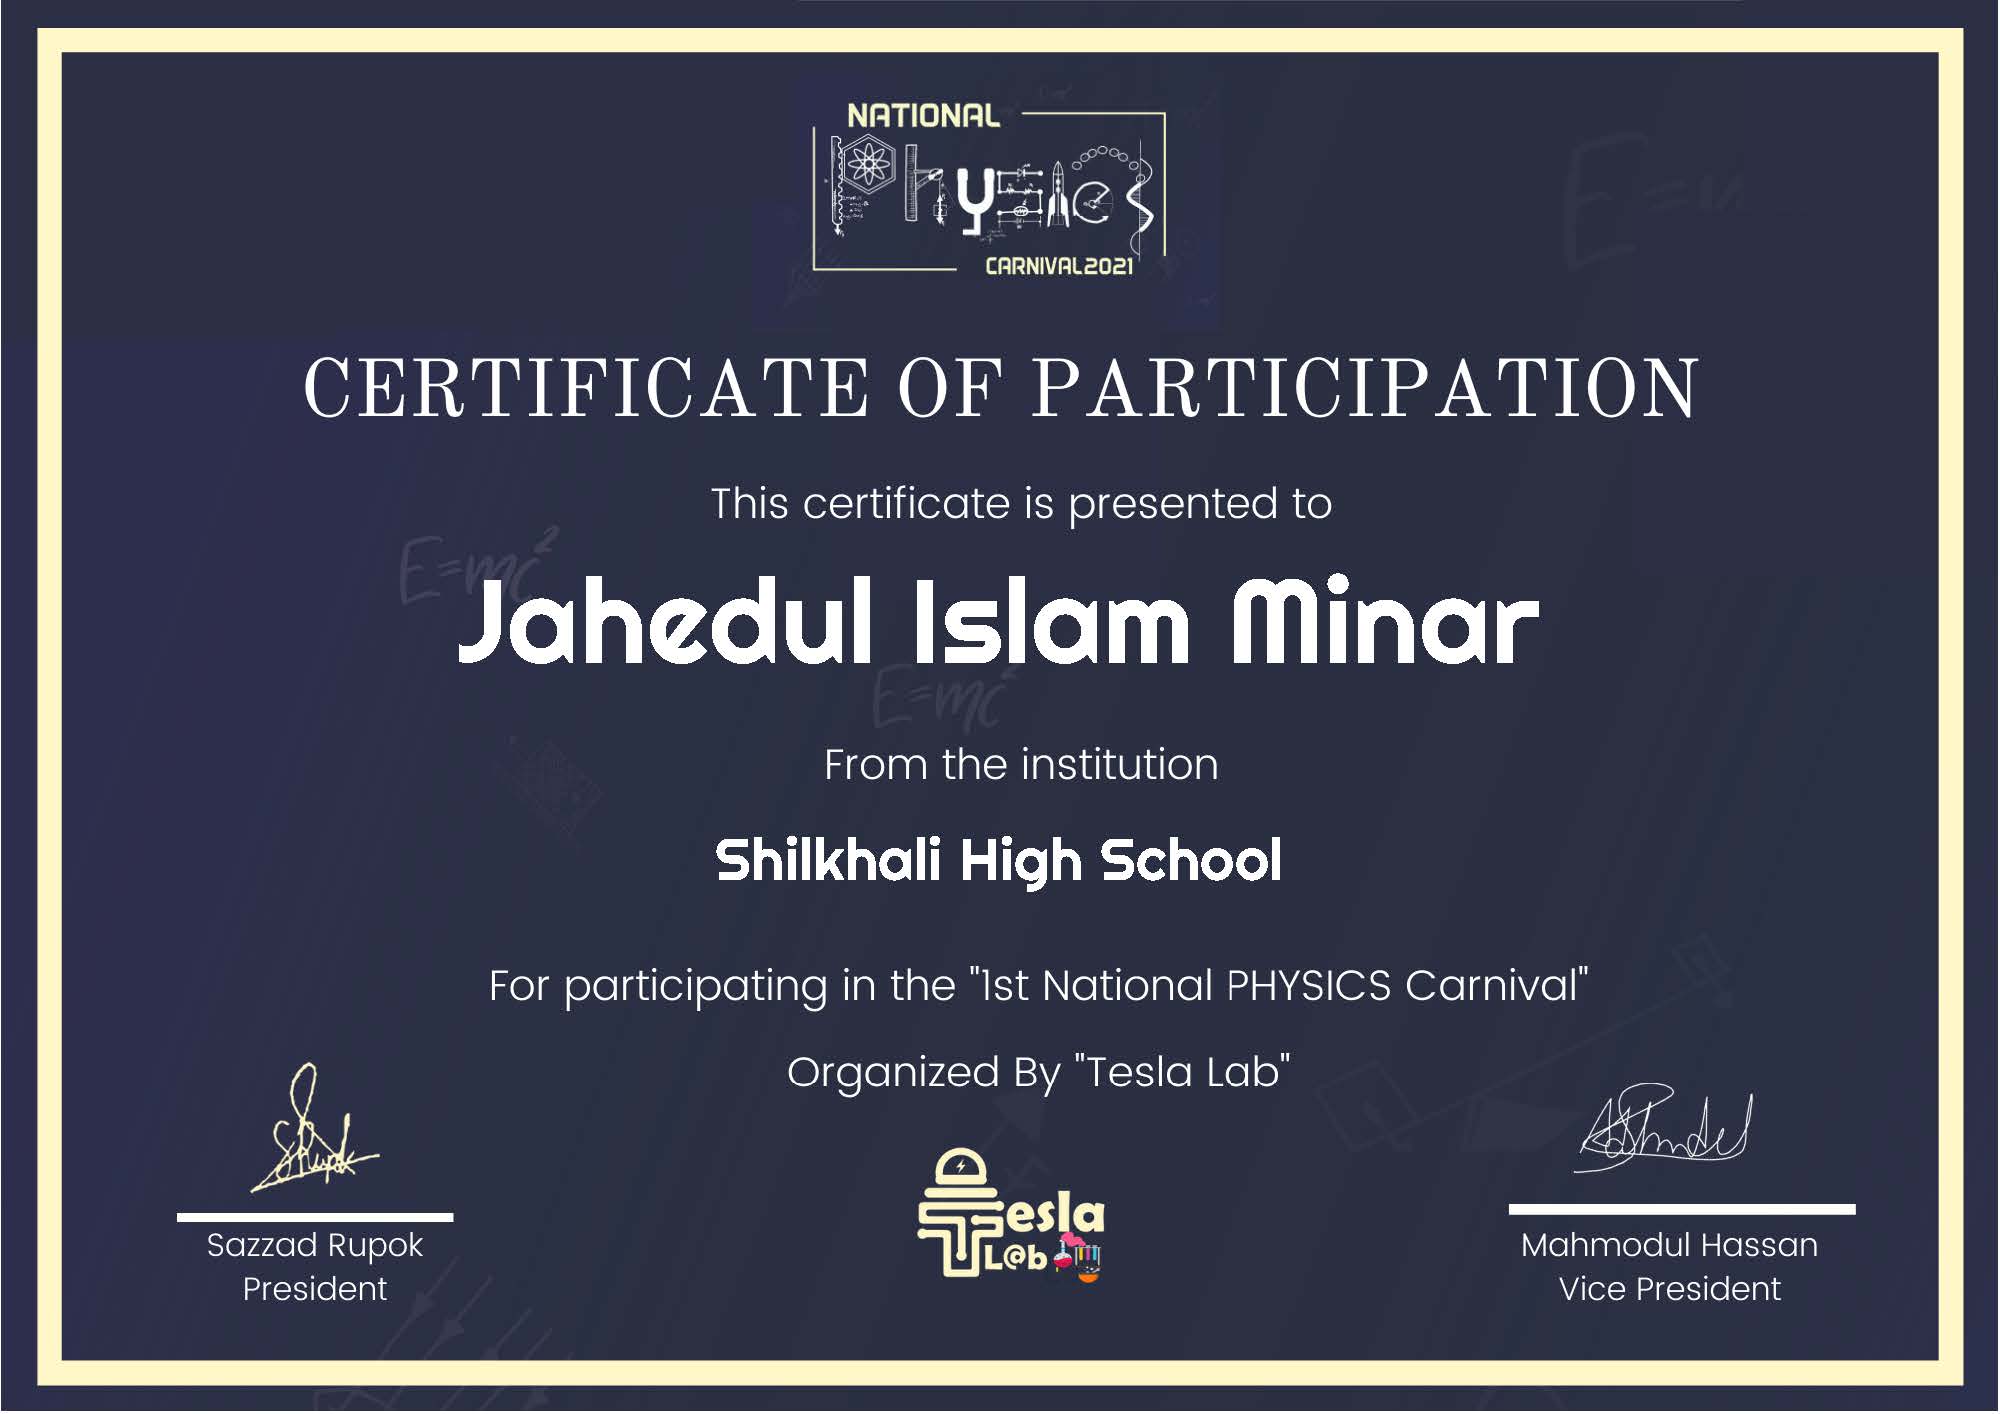 NATIONAL
Physics
CARNIVAL2021
CERTIFICATE OF PARTICIPATION
This certificate is presented to
E=mc²
Jahedul Islam Minar
E=mc²
From the institution
Shilkhali High School
For participating in the "1st National PHYSICS Carnival"
Organized By "Tesla Lab"
Tesla
L@b
Sazzad Rupok
President
Mahmodul Hassan
Vice President